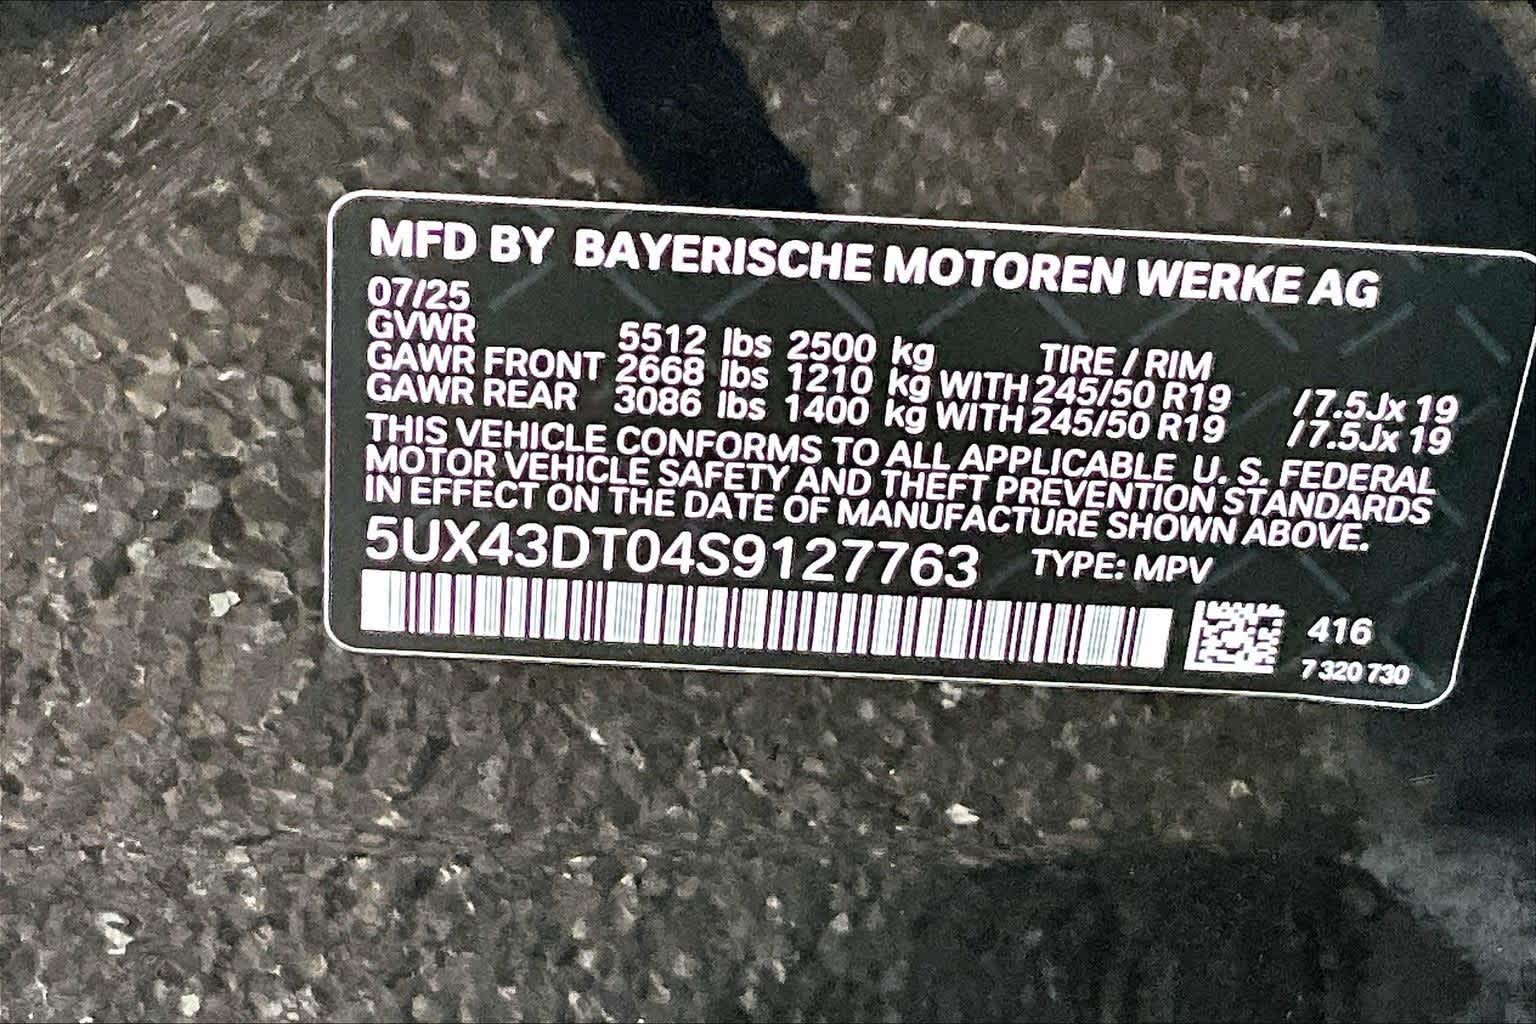 MFD BY BAYERISCHE MOTOREN WERKE AG
07/25
GVWR 5512 lbs 2500 kg TIRE / RIM
GAWR FRONT 2668 lbs 1210 kg WITH 245/50 R19 / 7.5Jx 19
GAWR REAR 3086 lbs 1400 kg WITH 245/50 R19 / 7.5Jx 19
THIS VEHICLE CONFORMS TO ALL APPLICABLE U. S. FEDERAL
MOTOR VEHICLE SAFETY AND THEFT PREVENTION STANDARDS
IN EFFECT ON THE DATE OF MANUFACTURE SHOWN ABOVE.
5UX43DT04S9127763 TYPE: MPV
416
7 320 730